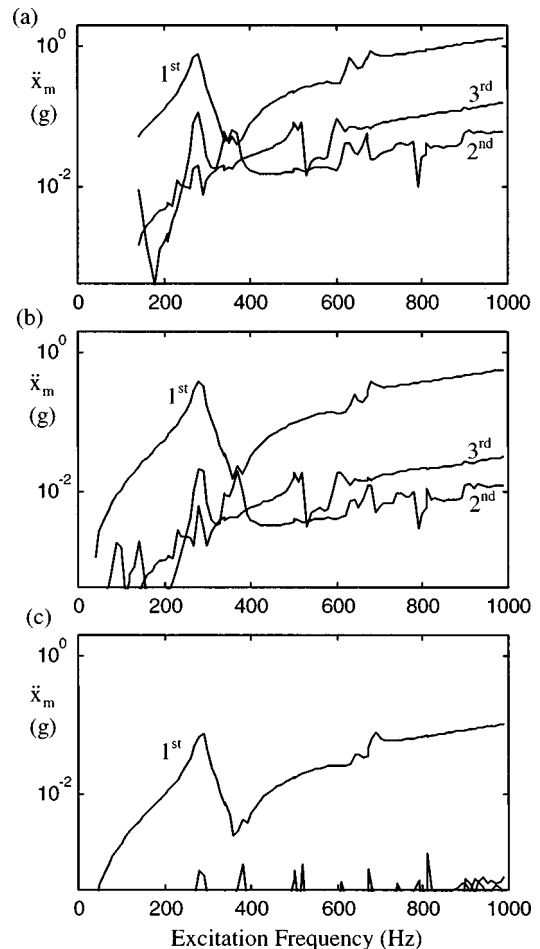 (a)
10⁰
ẍₘ
(g)
10⁻²
1ˢᵗ
3ʳᵈ
2ⁿᵈ
0 200 400 600 800 1000
(b)
10⁰
ẍₘ
(g)
10⁻²
1ˢᵗ
3ʳᵈ
2ⁿᵈ
0 200 400 600 800 1000
(c)
10⁰
ẍₘ
(g)
10⁻²
1ˢᵗ
0 200 400 600 800 1000
Excitation Frequency (Hz)